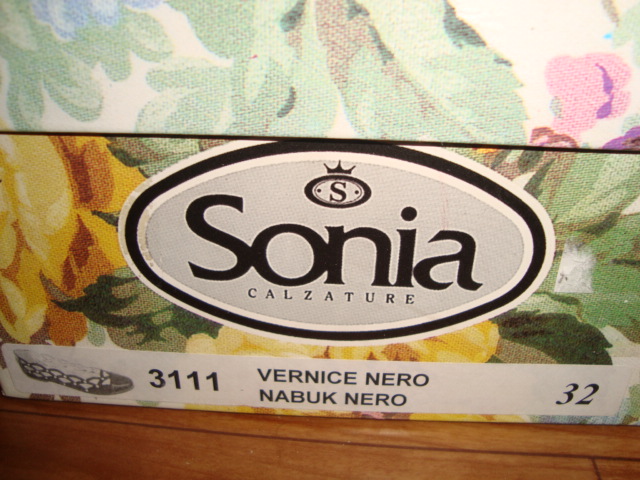 S
Sonia
CALZATURE
3111 VERNICE NERO
NABUK NERO
32